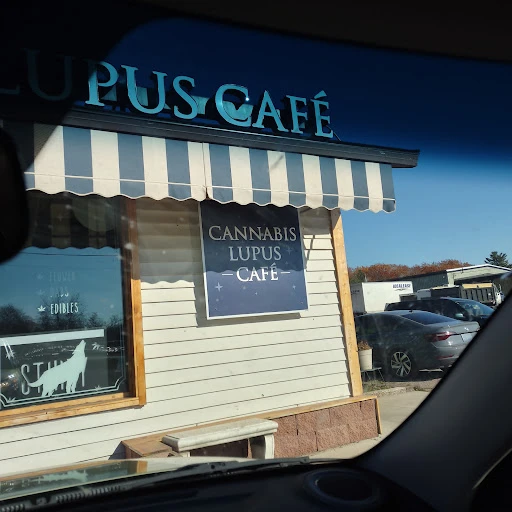 LUPUS CAFÉ
CANNABIS
LUPUS
- CAFÉ -
EDIBLES